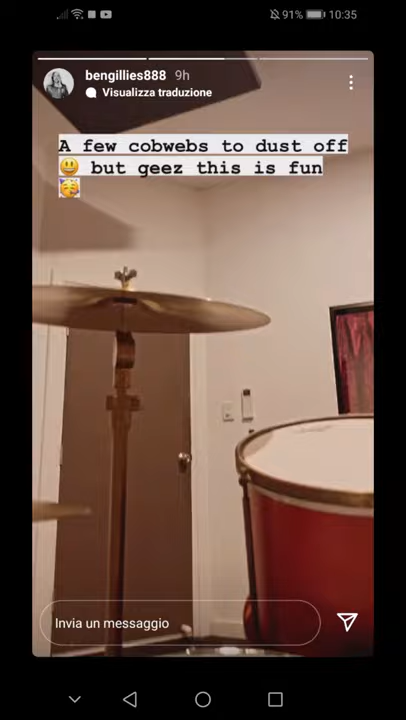 91% 10:35
bengillies888 9h
Visualizza traduzione
A few cobwebs to dust off
😃 but geez this is fun
🥳
Invia un messaggio